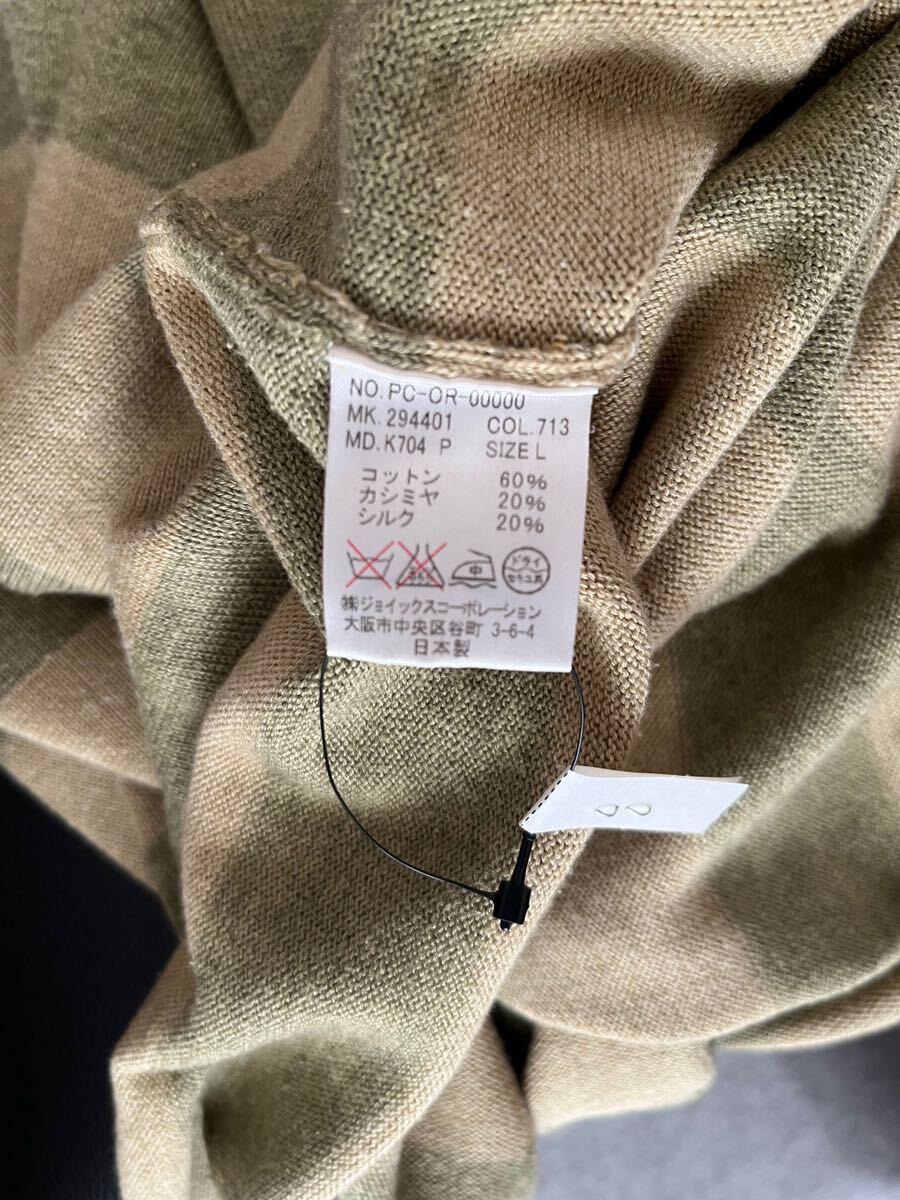 NO. PC-OR-00000
MK. 294401 COL. 713
MD. K704 P SIZE L
コットン 60%
カシミヤ 20%
シルク 20%
中 ドライ
㈱ジョイックスコーポレーション
大阪市中央区谷町 3-6-4
日本製